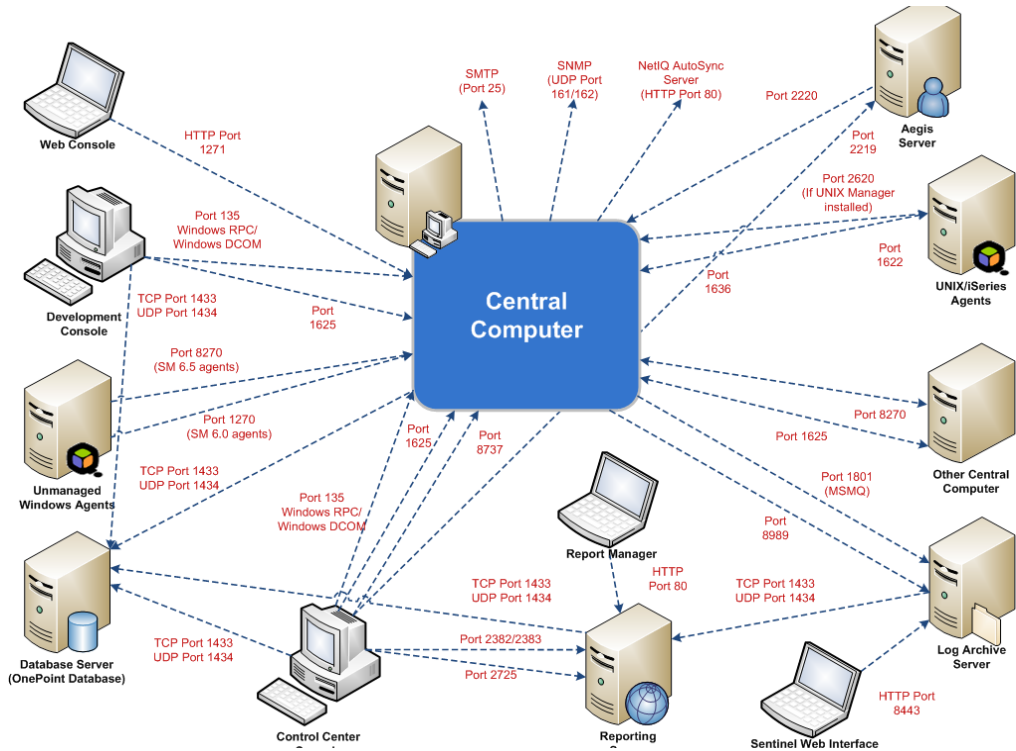 Web Console
HTTP Port
1271
SMTP
(Port 25)
SNMP
(UDP Port
161/162)
NetIQ AutoSync
Server
(HTTP Port 80)
Port 2220
Aegis
Server
Port
2219
Port 2620
(If UNIX Manager
installed)
Port
1622
UNIX/iSeries
Agents
Port
1636
Development
Console
Port 135
Windows RPC/
Windows DCOM
TCP Port 1433
UDP Port 1434
Port
1625
Central
Computer
Unmanaged
Windows Agents
Port 8270
(SM 6.5 agents)
Port 1270
(SM 6.0 agents)
TCP Port 1433
UDP Port 1434
Port
1625
Port
8737
Port 135
Windows RPC/
Windows DCOM
Port 8270
Port 1625
Other Central
Computer
Port 1801
(MSMQ)
Port
8989
Report Manager
HTTP
Port 80
Database Server
(OnePoint Database)
TCP Port 1433
UDP Port 1434
TCP Port 1433
UDP Port 1434
TCP Port 1433
UDP Port 1434
Port 2382/2383
Port 2725
Log Archive
Server
HTTP Port
8443
Control Center
Reporting
Sentinel Web Interface